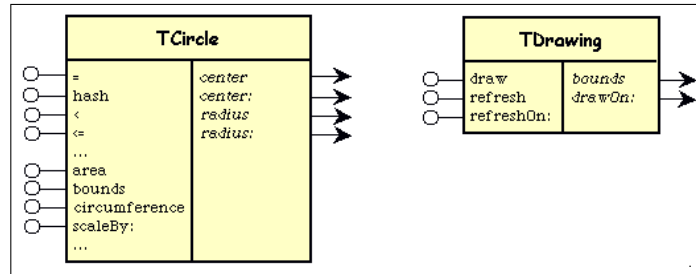 TCircle
=
hash
<
<=
...
area
bounds
circumference
scaleBy:
...
center
center:
radius
radius:
TDrawing
draw
refresh
refreshOn:
bounds
drawOn: